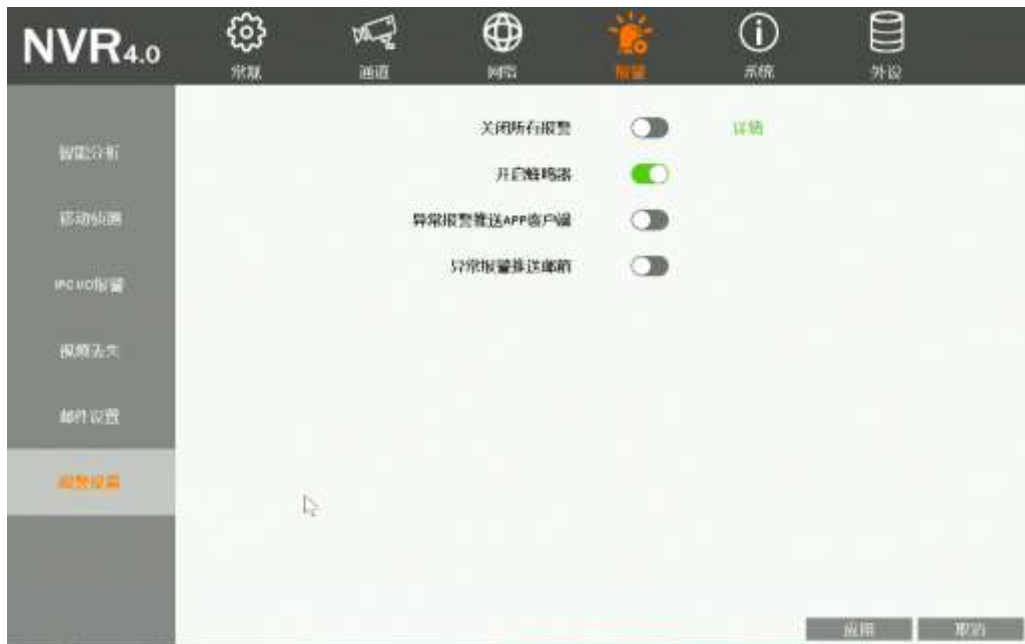 NVR4.0
常规
通道
网络
报警
系统
外设
智能分析
移动侦测
IPC I/O报警
视频丢失
邮件设置
报警设置
关闭所有报警
详情
开启蜂鸣器
异常报警推送APP客户端
异常报警推送邮箱
应用
取消